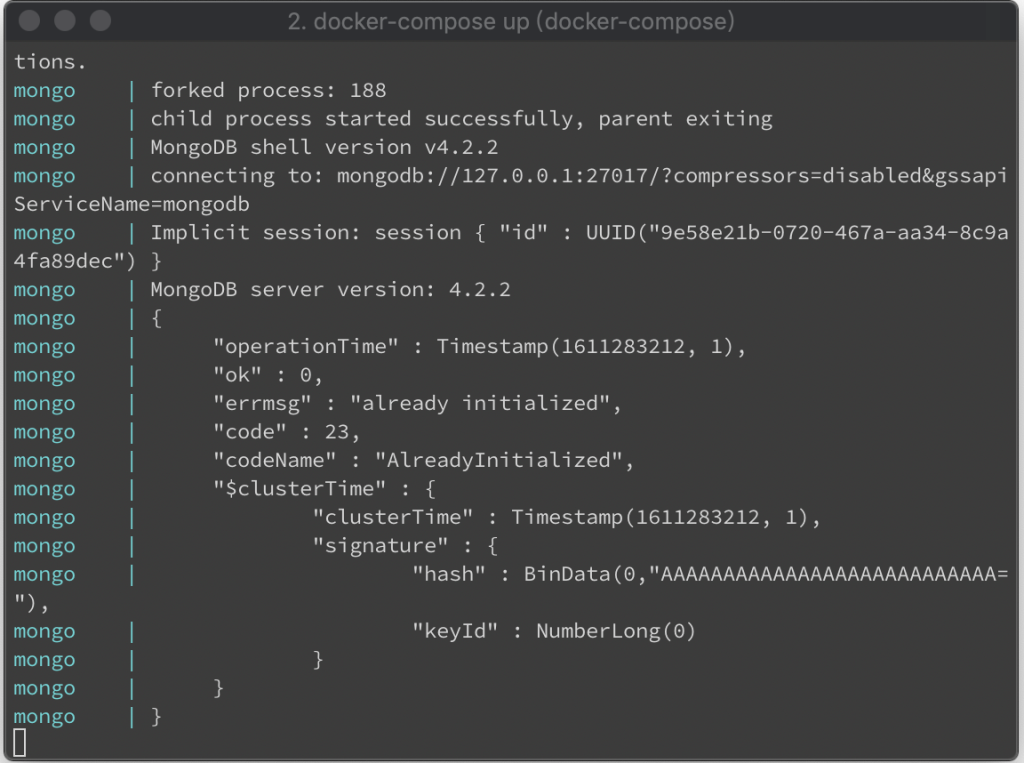 2. docker-compose up (docker-compose)
tions.
mongo    | forked process: 188
mongo    | child process started successfully, parent exiting
mongo    | MongoDB shell version v4.2.2
mongo    | connecting to: mongodb://127.0.0.1:27017/?compressors=disabled&gssapi
ServiceName=mongodb
mongo    | Implicit session: session { "id" : UUID("9e58e21b-0720-467a-aa34-8c9a
4fa89dec") }
mongo    | MongoDB server version: 4.2.2
mongo    | {
mongo    |      "operationTime" : Timestamp(1611283212, 1),
mongo    |      "ok" : 0,
mongo    |      "errmsg" : "already initialized",
mongo    |      "code" : 23,
mongo    |      "codeName" : "AlreadyInitialized",
mongo    |      "$clusterTime" : {
mongo    |              "clusterTime" : Timestamp(1611283212, 1),
mongo    |              "signature" : {
mongo    |                      "hash" : BinData(0,"AAAAAAAAAAAAAAAAAAAAAAAAAAA=
"),
mongo    |                      "keyId" : NumberLong(0)
mongo    |              }
mongo    |      }
mongo    | }